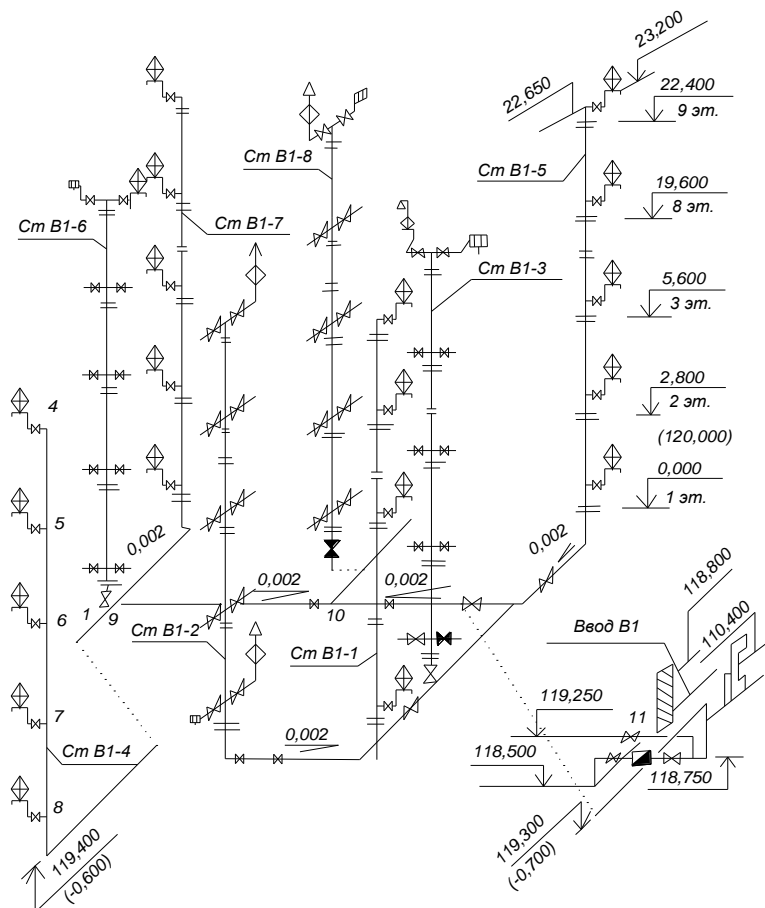 23,200
22,650
22,400
9 эт.
Ст В1-8
Ст В1-5
19,600
8 эт.
Ст В1-6
Ст В1-7
Ст В1-3
5,600
3 эт.
2,800
2 эт.
4
(120,000)
0,000
1 эт.
5
0,002
0,002
0,002
0,002
118,800
6
1
9
10
Ст В1-2
Ввод В1
110,400
Ст В1-1
119,250
11
7
0,002
Ст В1-4
118,500
118,750
8
119,400
(-0,600)
119,300
(-0,700)